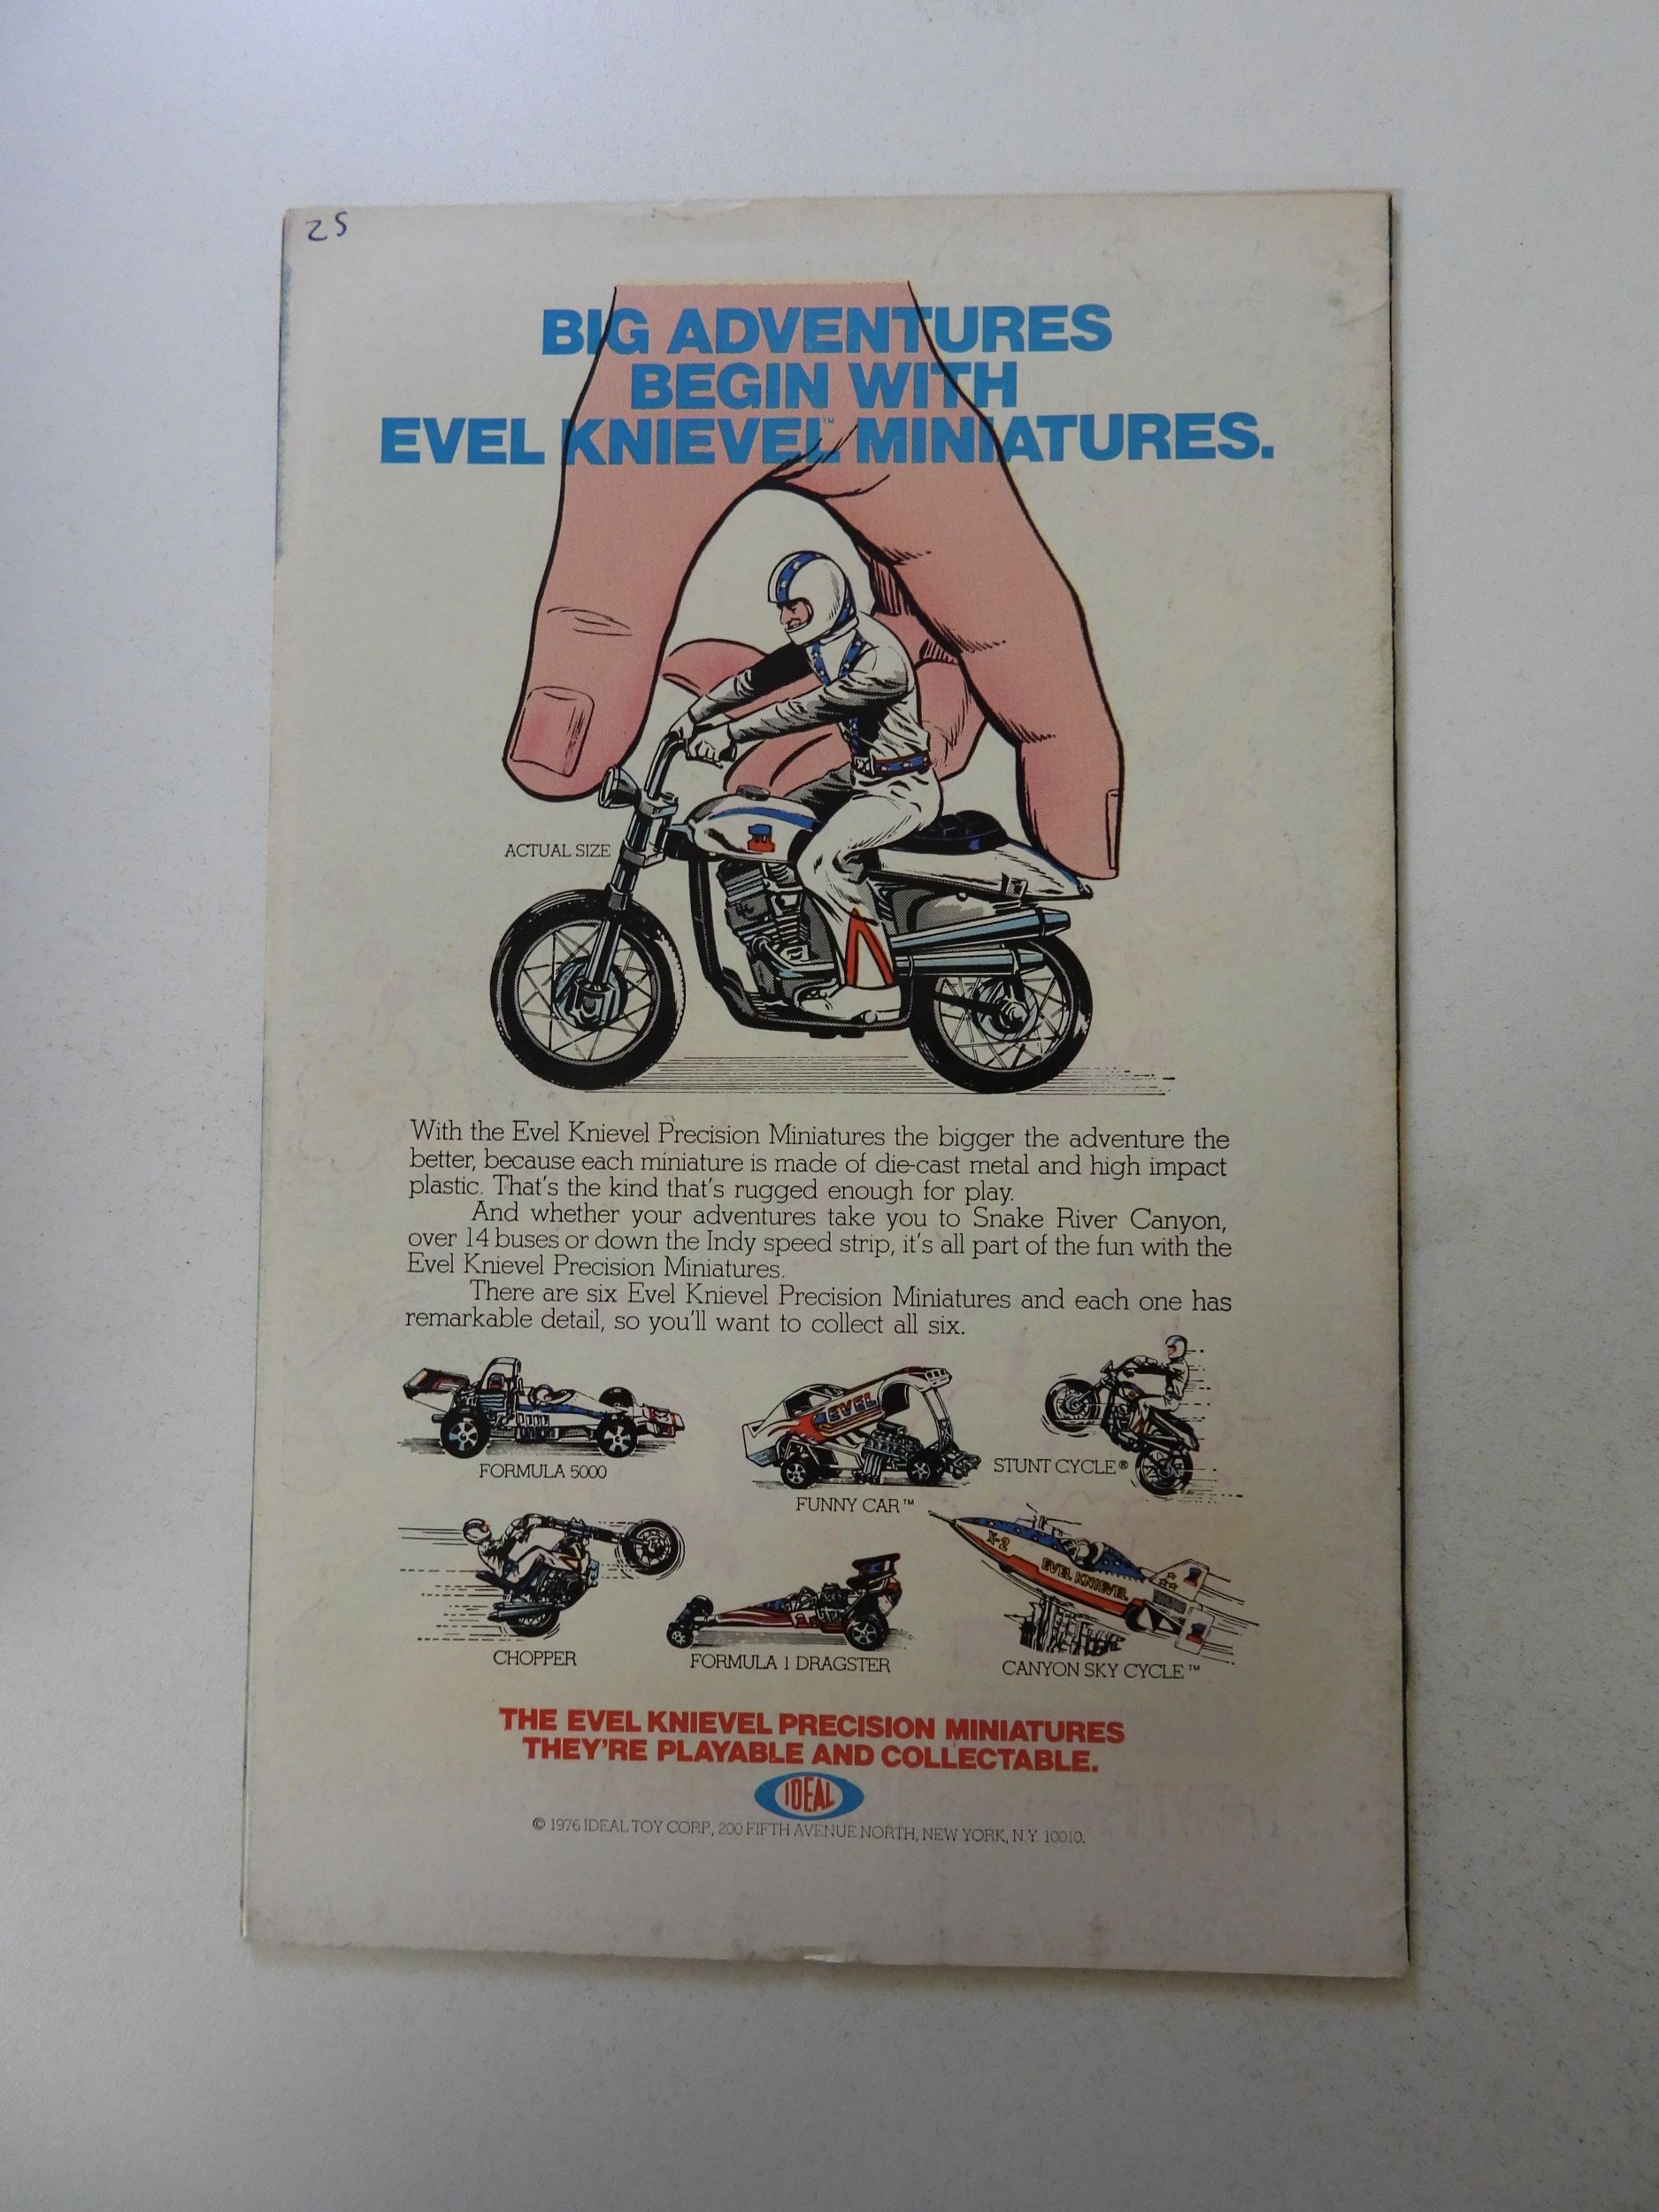 25
BIG ADVENTURES
BEGIN WITH
EVEL KNIEVEL™ MINIATURES.
ACTUAL SIZE
With the Evel Knievel Precision Miniatures the bigger the adventure the
better, because each miniature is made of die-cast metal and high impact
plastic. That's the kind that's rugged enough for play.
And whether your adventures take you to Snake River Canyon,
over 14 buses or down the Indy speed strip, it's all part of the fun with the
Evel Knievel Precision Miniatures.
There are six Evel Knievel Precision Miniatures and each one has
remarkable detail, so you'll want to collect all six.
EVEL
FORMULA 5000
FUNNY CAR™
STUNT CYCLE®
X-2
EVEL KNIEVEL
CHOPPER
FORMULA 1 DRAGSTER
CANYON SKY CYCLE™
THE EVEL KNIEVEL PRECISION MINIATURES
THEY'RE PLAYABLE AND COLLECTABLE.
IDEAL
© 1976 IDEAL TOY CORP., 200 FIFTH AVENUE NORTH, NEW YORK, N.Y. 10010.